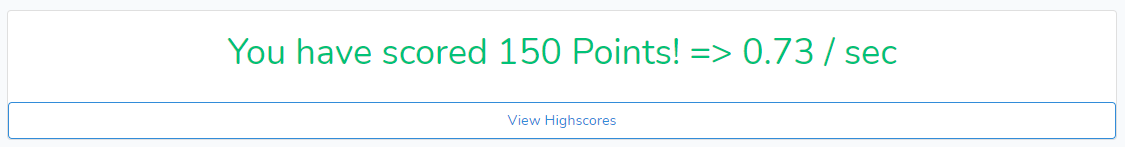 You have scored 150 Points! => 0.73 / sec
View Highscores